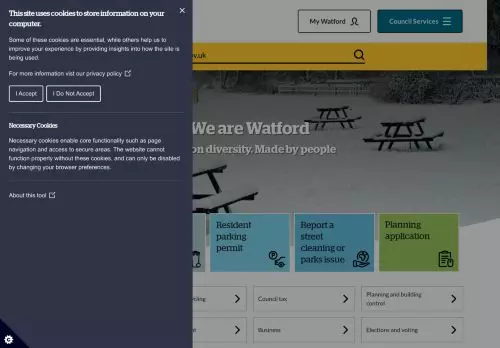 This site uses cookies to store information on your
computer.
Some of these cookies are essential, while others help us to
improve your experience by providing insights into how the site is
being used.
For more information visit our privacy policy
I Accept
I Do Not Accept
Necessary Cookies
Necessary cookies enable core functionality such as page
navigation and access to secure areas. The website cannot
function properly without these cookies, and can only be disabled
by changing your browser preferences.
About this tool
My Watford
Council Services
.uk
We are Watford
on diversity. Made by people
Resident
parking
permit
Report a
street
cleaning or
parks issue
Planning
application
Council tax
Planning and building
control
Business
Elections and voting